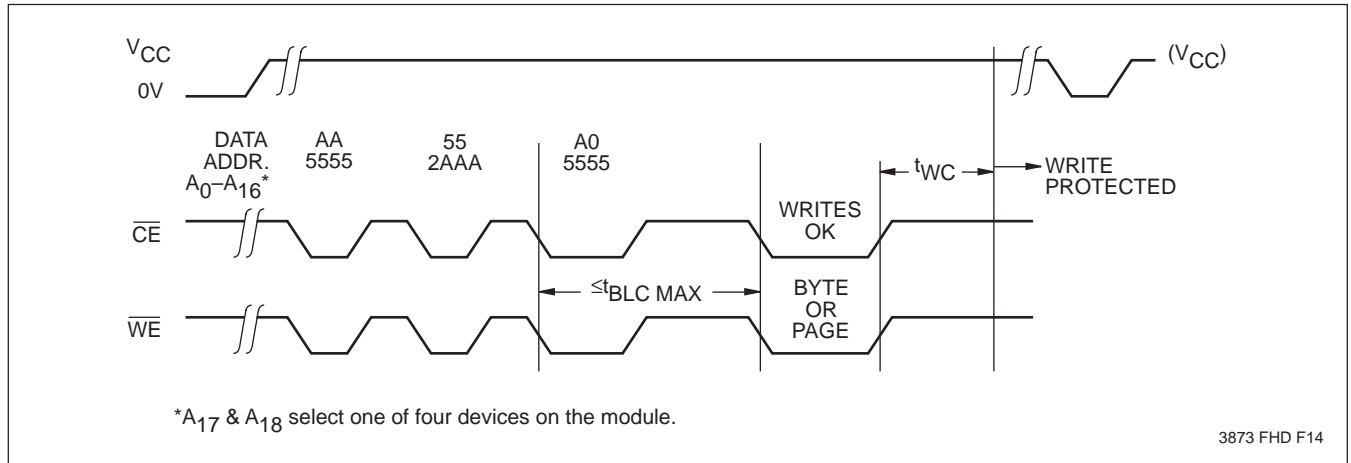 VCC
(VCC)
0V
DATA AA 55 A0
ADDR. 5555 2AAA 5555
A0–A16*
tWC
WRITE
PROTECTED
CE
WRITES
OK
≤tBLC MAX
BYTE
OR
PAGE
WE
*A17 & A18 select one of four devices on the module.
3873 FHD F14